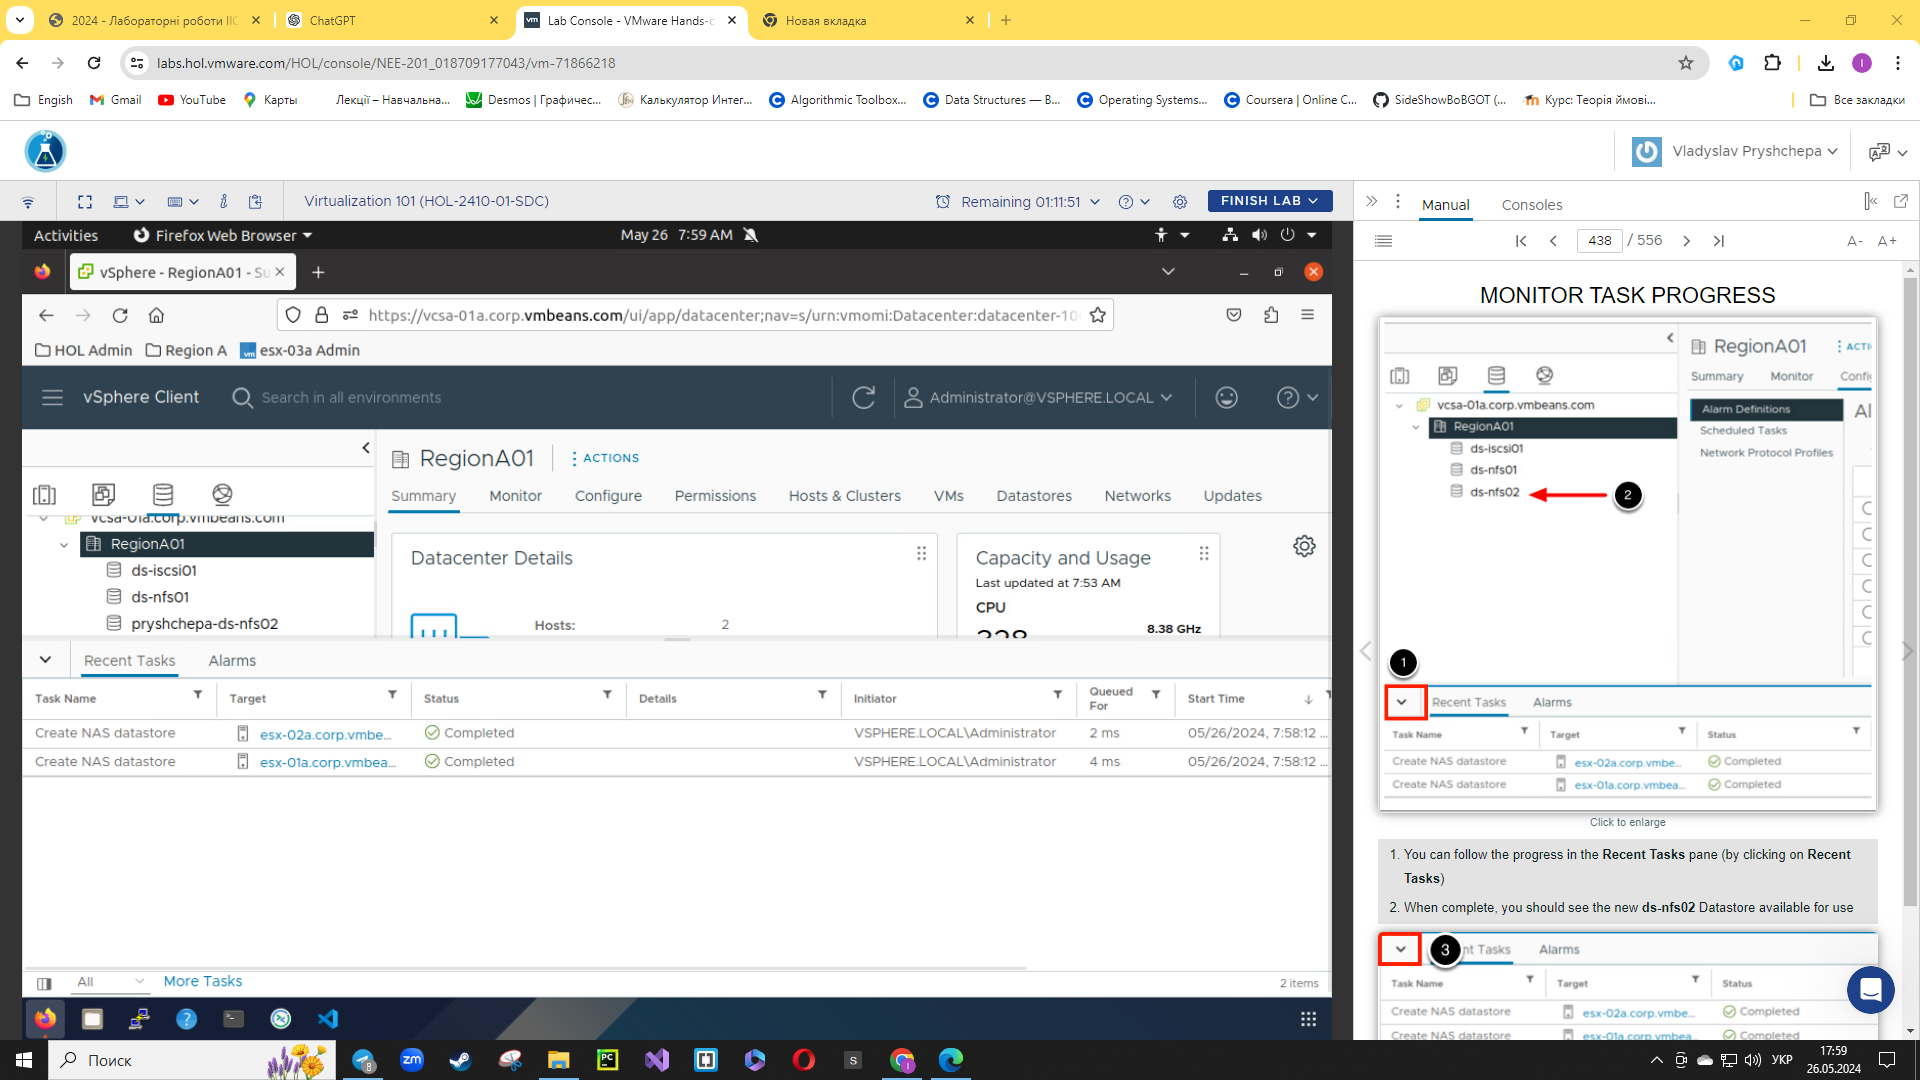 2024 - Лабораторні роботи ІІС
ChatGPT
Lab Console - VMware Hands-o
Новая вкладка
labs.hol.vmware.com/HOL/console/NEE-201_018709177043/vm-71866218
Engish
Gmail
YouTube
Карты
Лекції – Навчальна...
Desmos | Графичес...
Калькулятор Интег...
Algorithmic Toolbox...
Data Structures — В...
Operating Systems...
Coursera | Online C...
SideShowBoBGOT (...
Курс: Теорія ймові...
Все закладки
Vladyslav Pryshchepa
Virtualization 101 (HOL-2410-01-SDC)
Remaining 01:11:51
FINISH LAB
Manual
Consoles
438 / 556
A-
A+
Activities
Firefox Web Browser
May 26 7:59 AM
vSphere - RegionA01 - Su
https://vcsa-01a.corp.vmbeans.com/ui/app/datacenter;nav=s/urn:vmomi:Datacenter:datacenter-10
HOL Admin
Region A
esx-03a Admin
vSphere Client
Search in all environments
Administrator@VSPHERE.LOCAL
RegionA01
ACTIONS
Summary
Monitor
Configure
Permissions
Hosts & Clusters
VMs
Datastores
Networks
Updates
vcsa-01a.corp.vmbeans.com
RegionA01
ds-iscsi01
ds-nfs01
pryshchepa-ds-nfs02
Datacenter Details
Hosts: 2
Capacity and Usage
Last updated at 7:53 AM
CPU
328
8.38 GHz
Recent Tasks
Alarms
Task Name
Target
Status
Details
Initiator
Queued For
Start Time
Create NAS datastore
esx-02a.corp.vmbe...
Completed
VSPHERE.LOCAL\Administrator
2 ms
05/26/2024, 7:58:12 ...
Create NAS datastore
esx-01a.corp.vmbea...
Completed
VSPHERE.LOCAL\Administrator
4 ms
05/26/2024, 7:58:12 ...
All
More Tasks
2 items
MONITOR TASK PROGRESS
RegionA01
ACTI
Summary
Monitor
Confi
vcsa-01a.corp.vmbeans.com
RegionA01
ds-iscsi01
ds-nfs01
ds-nfs02
2
Alarm Definitions
Scheduled Tasks
Network Protocol Profiles
Al
1
Recent Tasks
Alarms
Task Name
Target
Status
Create NAS datastore
esx-02a.corp.vmbe...
Completed
Create NAS datastore
esx-01a.corp.vmbea...
Completed
Click to enlarge
1. You can follow the progress in the Recent Tasks pane (by clicking on Recent
Tasks)
2. When complete, you should see the new ds-nfs02 Datastore available for use
3
nt Tasks
Alarms
Task Name
Target
Status
Create NAS datastore
esx-02a.corp.vmbe...
Completed
Create NAS datastore
esx-01a.corp.vmbea...
Completed
Поиск
8
zm
PC
S
УКР
17:59
26.05.2024